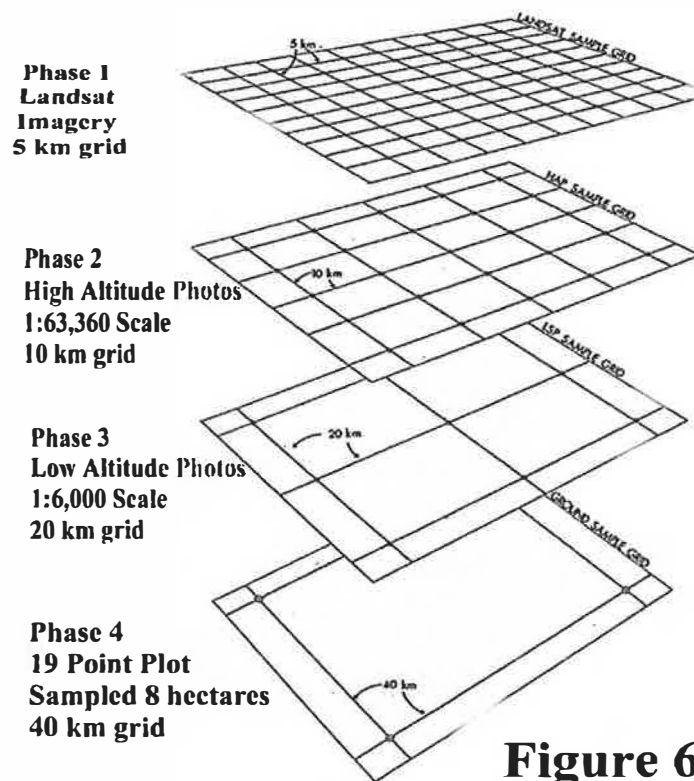 LANDSAT SAMPLE GRID
5 km
Phase 1
Landsat
Imagery
5 km grid
HAP SAMPLE GRID
10 km
Phase 2
High Altitude Photos
1:63,360 Scale
10 km grid
LSP SAMPLE GRID
20 km
Phase 3
Low Altitude Photos
1:6,000 Scale
20 km grid
GROUND SAMPLE GRID
40 km
Phase 4
19 Point Plot
Sampled 8 hectares
40 km grid
Figure 6